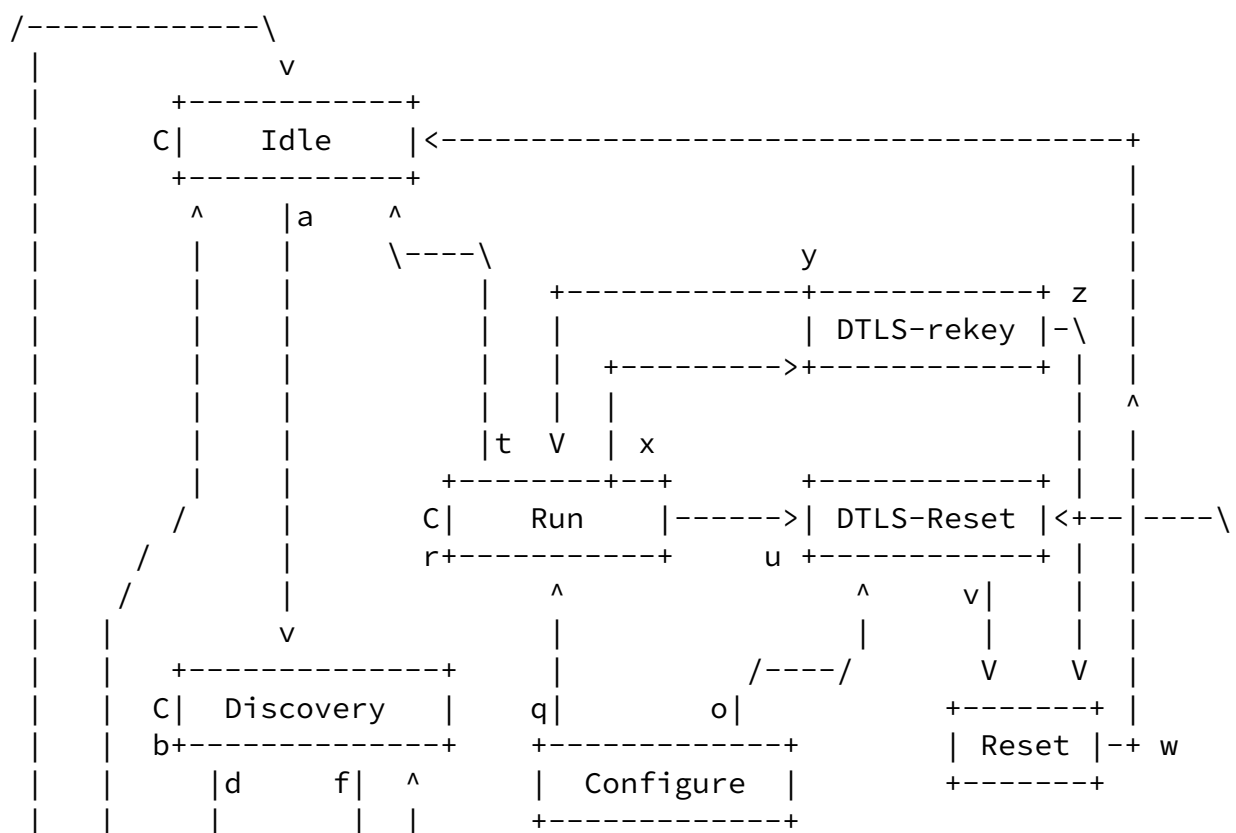 /-------------\
 |             v
 |       +------------+
 |      C|    Idle    |<--------------------------------------+
 |       +------------+                                       |
 |        ^    |a    ^                                        |
 |        |    |     \----\                 y                 |
 |        |    |          |   +-------------+------------+ z  |
 |        |    |          |   |             | DTLS-rekey |-\  |
 |        |    |          |   |  +--------->+------------+ |  |
 |        |    |          |   |  |                         |  ^
 |        |    |          |t  V  | x                       |  |
 |        |    |        +--------+--+       +------------+ |  |
 |       /     |       C|    Run    |------>| DTLS-Reset |<+--|----\
 |     /       |       r+-----------+     u +------------+ |  |
 |    /        |              ^                ^     v|    |  |
 |   |         v              |                |      |    |  |
 |   |   +--------------+     |          /----/       V    V  |
 |   |  C|  Discovery   |    q|        o|           +-------+ |
 |   |  b+--------------+    +-------------+        | Reset |-+ w
 |   |     |d     f|  ^      |  Configure  |        +-------+
 |   |     |       |  |      +-------------+